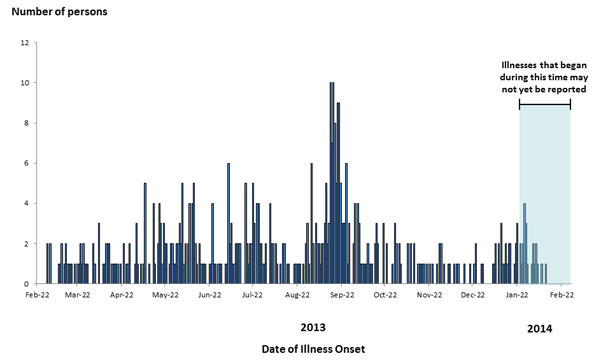 Number of persons
Illnesses that began
during this time may
not yet be reported
12
10
8
6
4
2
0
Feb-22 Mar-22 Apr-22 May-22 Jun-22 Jul-22 Aug-22 Sep-22 Oct-22 Nov-22 Dec-22 Jan-22 Feb-22
2013 2014
Date of Illness Onset